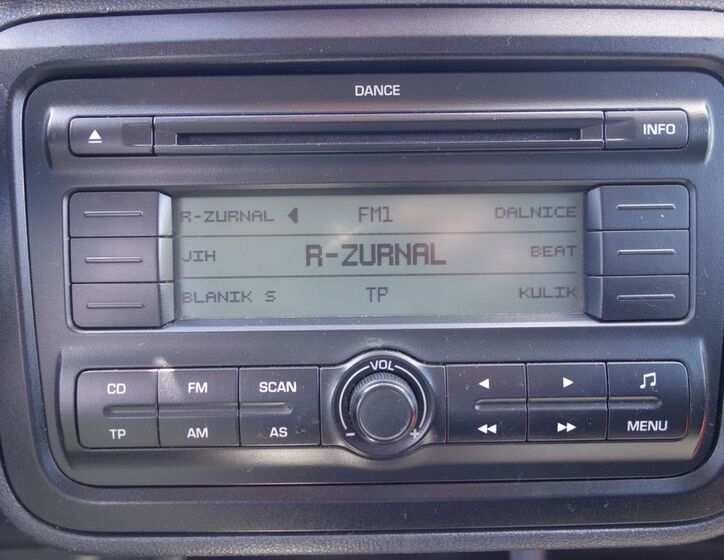 DANCE
INFO
R-ZURNAL FM1 DALNICE
JIH R-ZURNAL BEAT
BLANIK S TP KULIK
VOL
CD FM SCAN
TP AM AS MENU